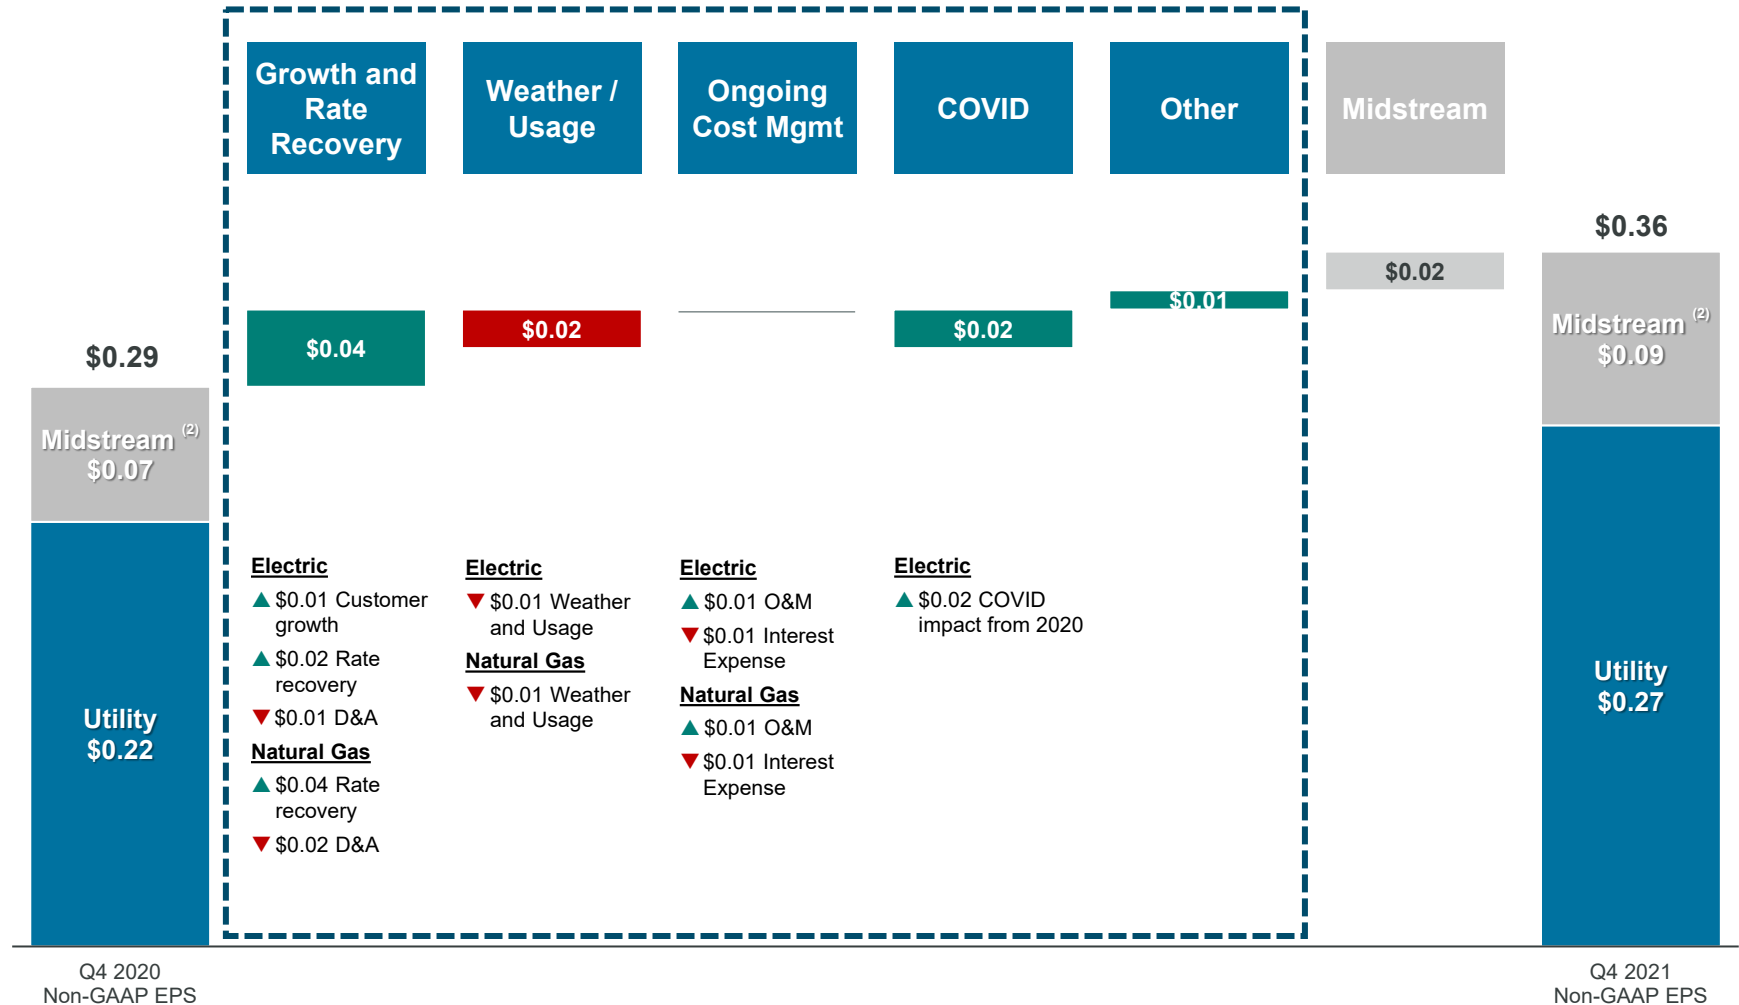 Growth and
Rate
Recovery
Weather /
Usage
Ongoing
Cost Mgmt
COVID
Other
Midstream
$0.29
Midstream (2)
$0.07
Utility
$0.22
$0.04
$0.02
$0.02
$0.01
$0.02
$0.36
Midstream (2)
$0.09
Utility
$0.27
Electric
$0.01 Customer
growth
$0.02 Rate
recovery
$0.01 D&A
Natural Gas
$0.04 Rate
recovery
$0.02 D&A
Electric
$0.01 Weather
and Usage
Natural Gas
$0.01 Weather
and Usage
Electric
$0.01 O&M
$0.01 Interest
Expense
Natural Gas
$0.01 O&M
$0.01 Interest
Expense
Electric
$0.02 COVID
impact from 2020
Q4 2020
Non-GAAP EPS
Q4 2021
Non-GAAP EPS